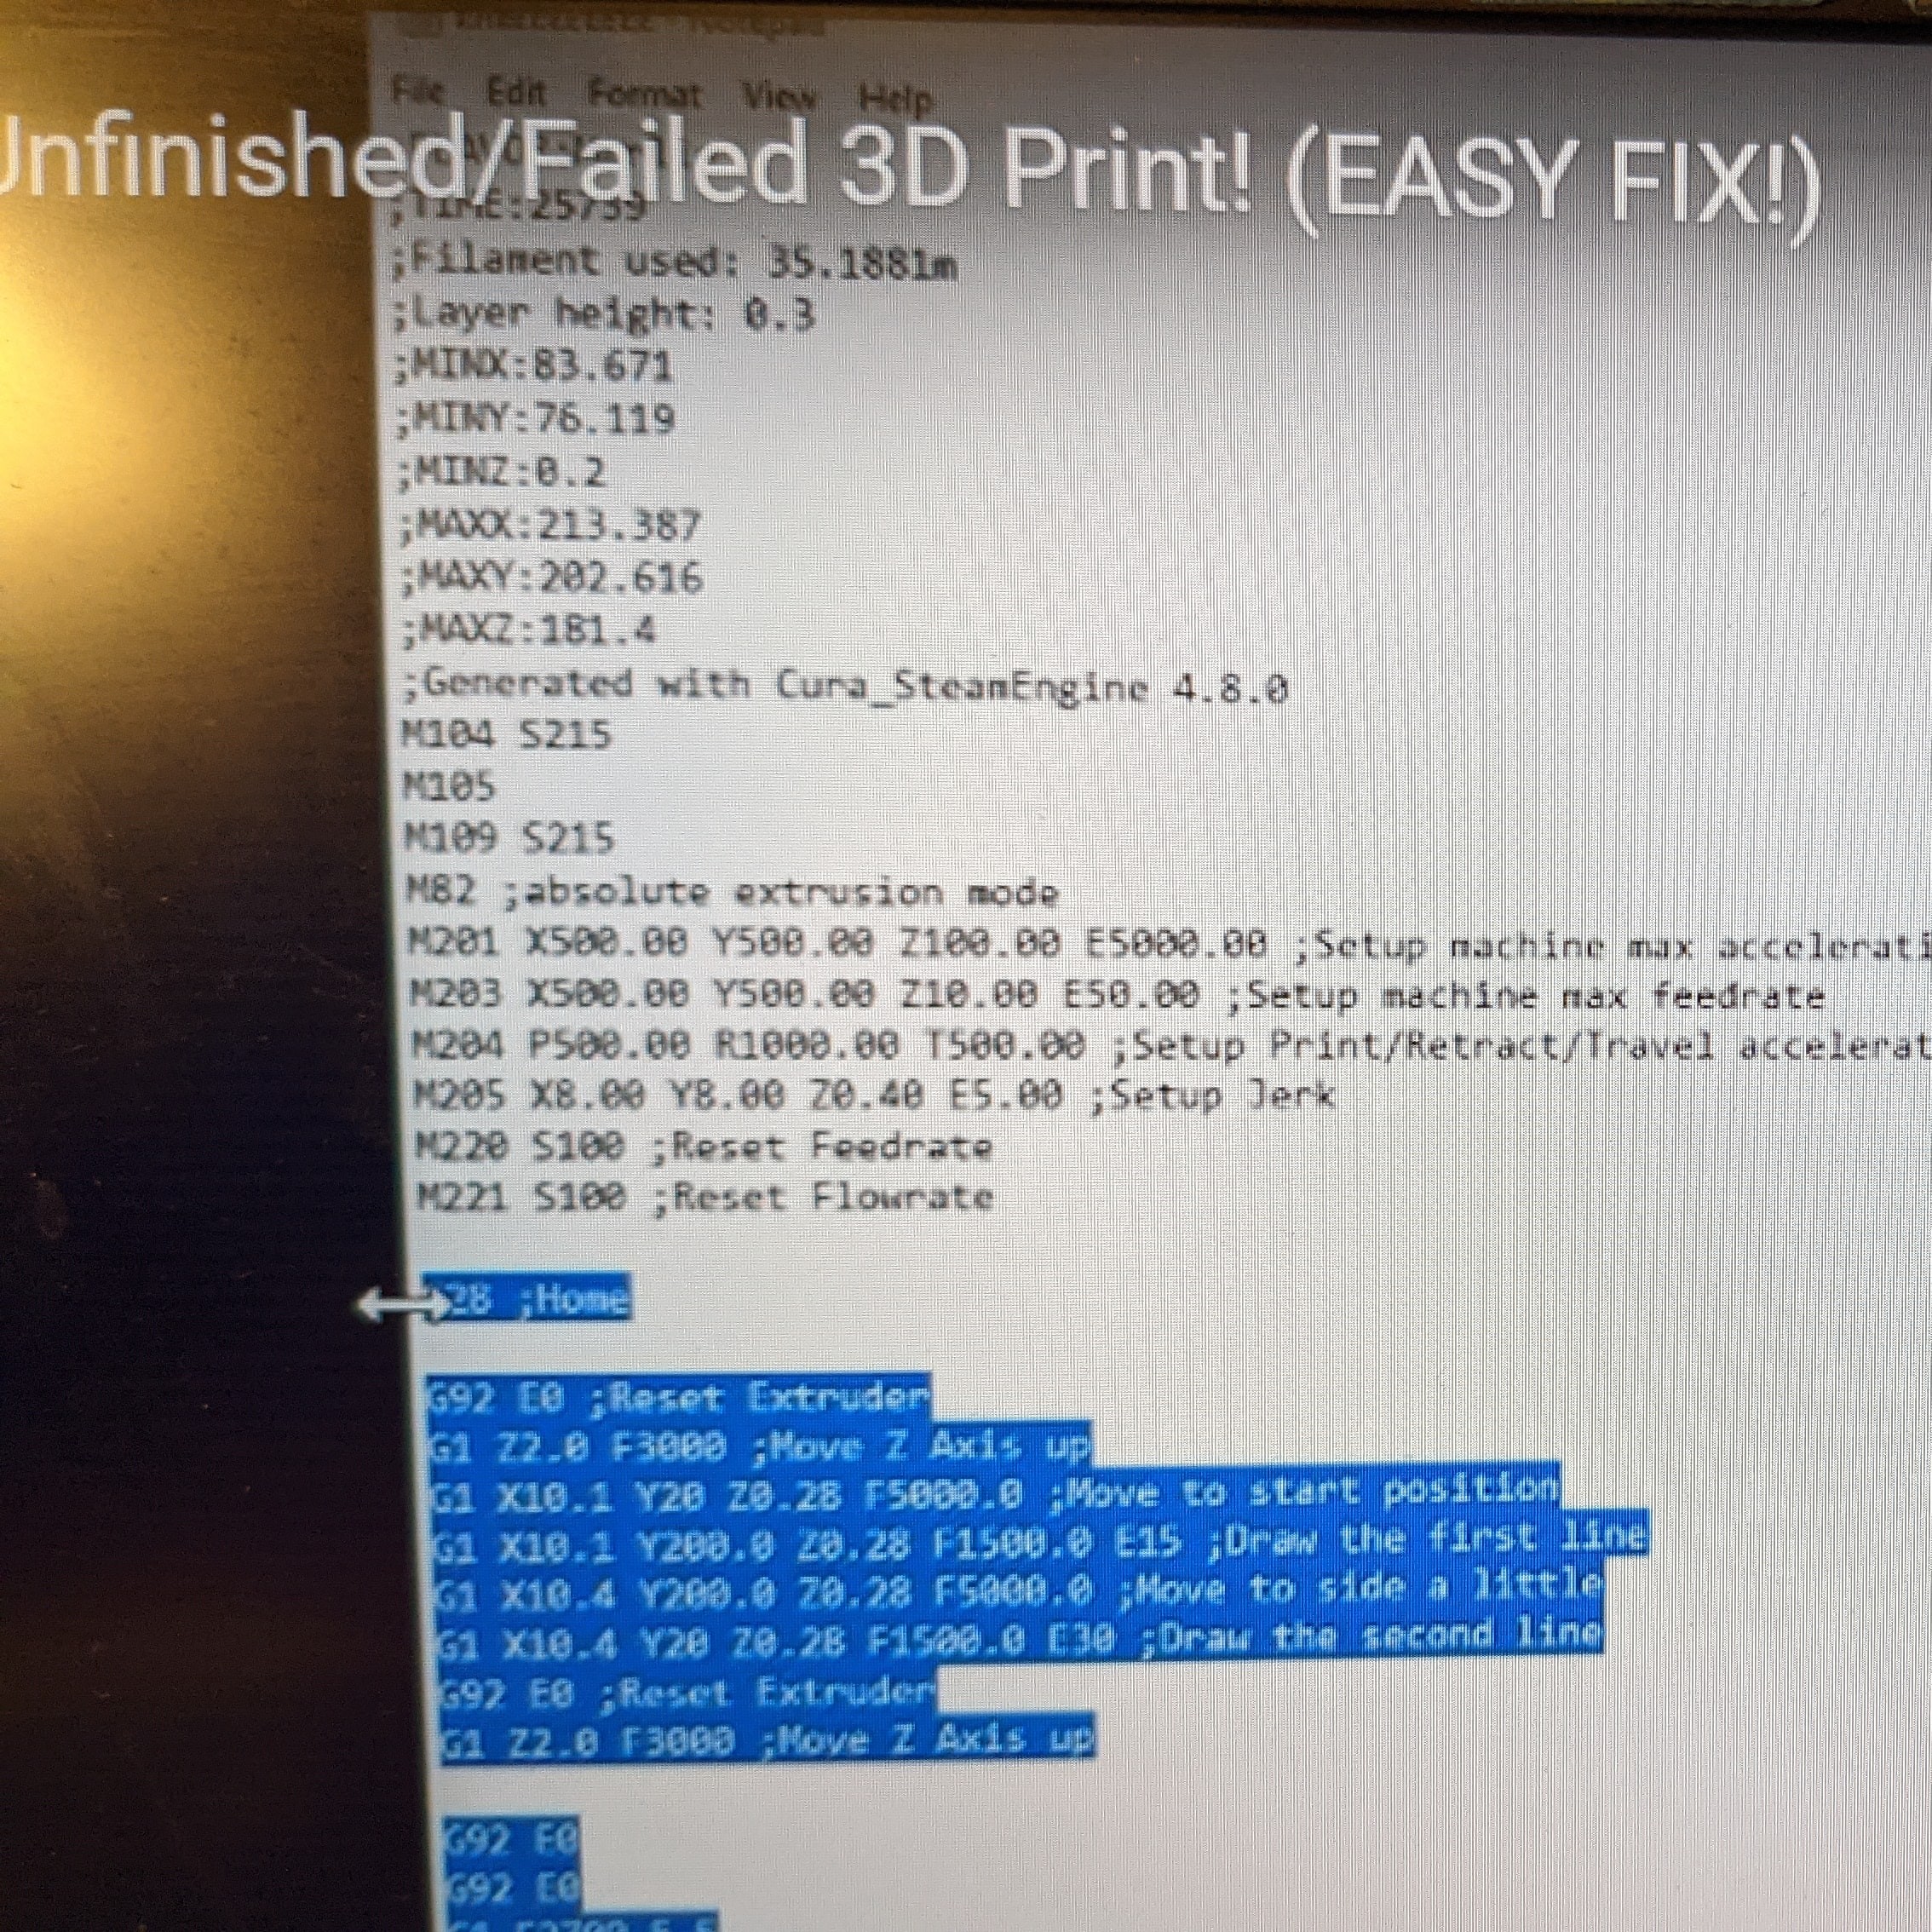 File Edit Format View Help
Unfinished/Failed 3D Print! (EASY FIX!)
;TIME:25739
;Filament used: 35.1881m
;Layer height: 0.3
;MINX:83.671
;MINY:76.119
;MINZ:0.2
;MAXX:213.387
;MAXY:202.616
;MAXZ:181.4
;Generated with Cura_SteamEngine 4.8.0
M104 S215
M105
M109 S215
M82 ;absolute extrusion mode
M201 X500.00 Y500.00 Z100.00 E5000.00 ;Setup machine max accelerati
M203 X500.00 Y500.00 Z10.00 E50.00 ;Setup machine max feedrate
M204 P500.00 R1000.00 T500.00 ;Setup Print/Retract/Travel accelerat
M205 X8.00 Y8.00 Z0.40 E5.00 ;Setup Jerk
M220 S100 ;Reset Feedrate
M221 S100 ;Reset Flowrate
28 ;Home
G92 E0 ;Reset Extruder
G1 Z2.0 F3000 ;Move Z Axis up
G1 X10.1 Y20 Z0.28 F5000.0 ;Move to start position
G1 X10.1 Y200.0 Z0.28 F1500.0 E15 ;Draw the first line
G1 X10.4 Y200.0 Z0.28 F5000.0 ;Move to side a little
G1 X10.4 Y20 Z0.28 F1500.0 E30 ;Draw the second line
G92 E0 ;Reset Extruder
G1 Z2.0 F3000 ;Move Z Axis up
G92 E0
G92 E0